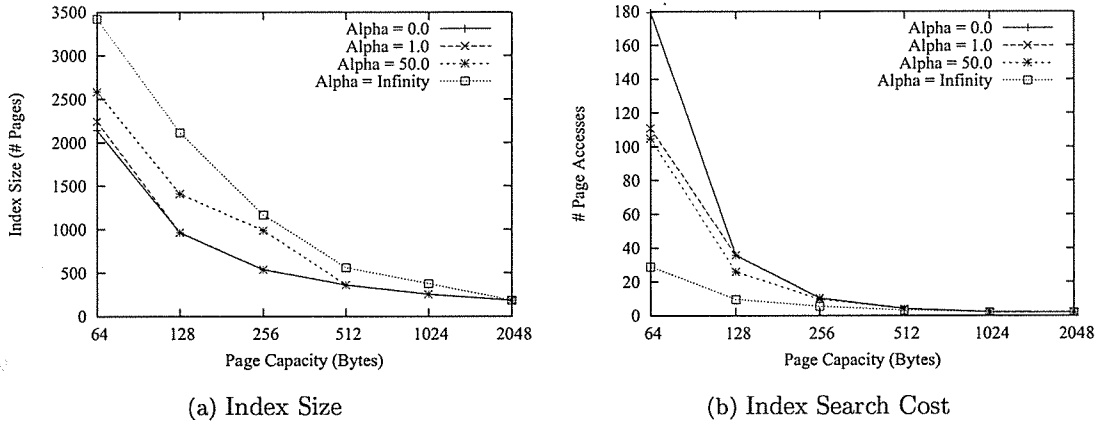 3500
3000
2500
2000
1500
1000
500
0
Index Size (# Pages)
Alpha = 0.0
Alpha = 1.0
Alpha = 50.0
Alpha = Infinity
64 128 256 512 1024 2048
Page Capacity (Bytes)
(a) Index Size
180
160
140
120
100
80
60
40
20
0
# Page Accesses
Alpha = 0.0
Alpha = 1.0
Alpha = 50.0
Alpha = Infinity
64 128 256 512 1024 2048
Page Capacity (Bytes)
(b) Index Search Cost